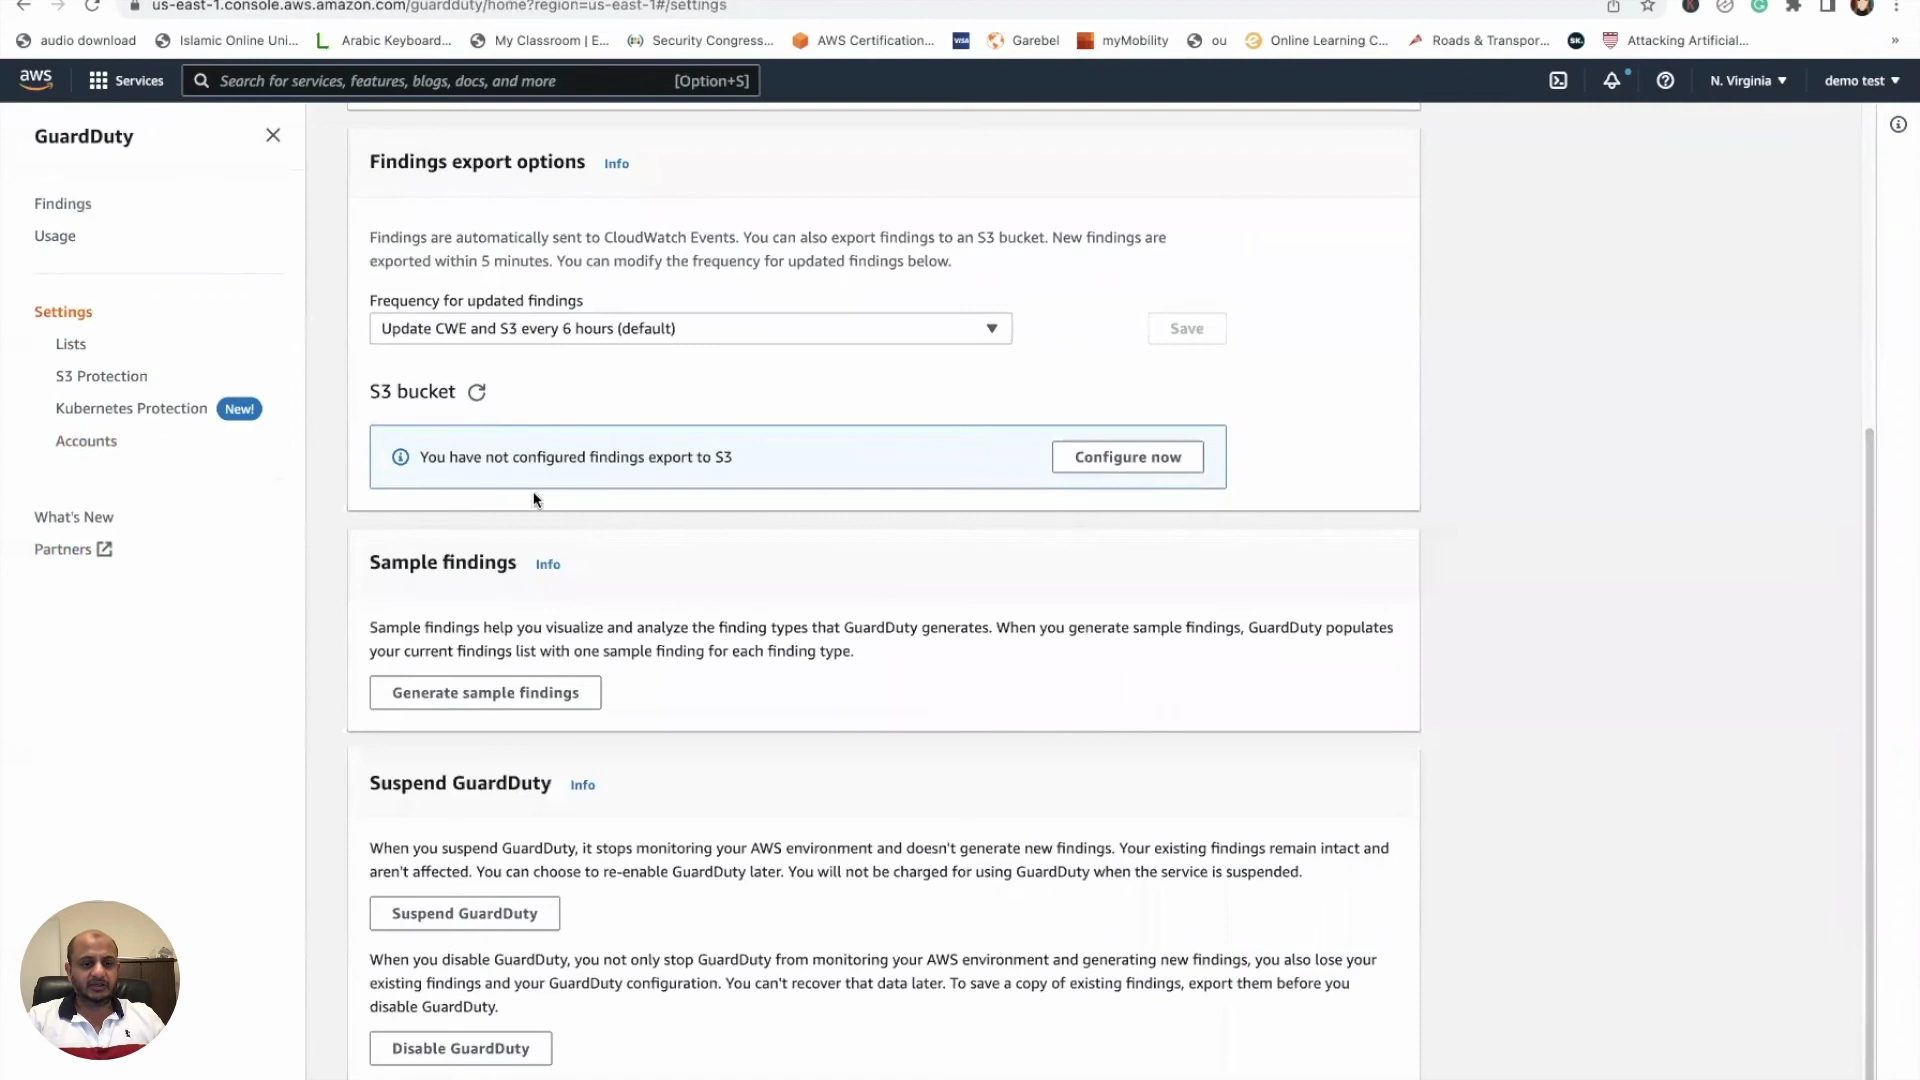 us-east-1.console.aws.amazon.com/guardduty/home?region=us-east-1#/settings
audio download Islamic Online Uni... Arabic Keyboard... My Classroom | E... Security Congress... AWS Certification... VISA Garebel myMobility ou Online Learning C... Roads & Transpor... SK. Attacking Artificial... »
aws Services Search for services, features, blogs, docs, and more [Option+S] N. Virginia demo test
GuardDuty
Findings
Usage
Settings
Lists
S3 Protection
Kubernetes Protection New!
Accounts
What's New
Partners
Findings export options Info
Findings are automatically sent to CloudWatch Events. You can also export findings to an S3 bucket. New findings are
exported within 5 minutes. You can modify the frequency for updated findings below.
Frequency for updated findings
Update CWE and S3 every 6 hours (default) Save
S3 bucket
You have not configured findings export to S3 Configure now
Sample findings Info
Sample findings help you visualize and analyze the finding types that GuardDuty generates. When you generate sample findings, GuardDuty populates
your current findings list with one sample finding for each finding type.
Generate sample findings
Suspend GuardDuty Info
When you suspend GuardDuty, it stops monitoring your AWS environment and doesn't generate new findings. Your existing findings remain intact and
aren't affected. You can choose to re-enable GuardDuty later. You will not be charged for using GuardDuty when the service is suspended.
Suspend GuardDuty
When you disable GuardDuty, you not only stop GuardDuty from monitoring your AWS environment and generating new findings, you also lose your
existing findings and your GuardDuty configuration. You can't recover that data later. To save a copy of existing findings, export them before you
disable GuardDuty.
Disable GuardDuty